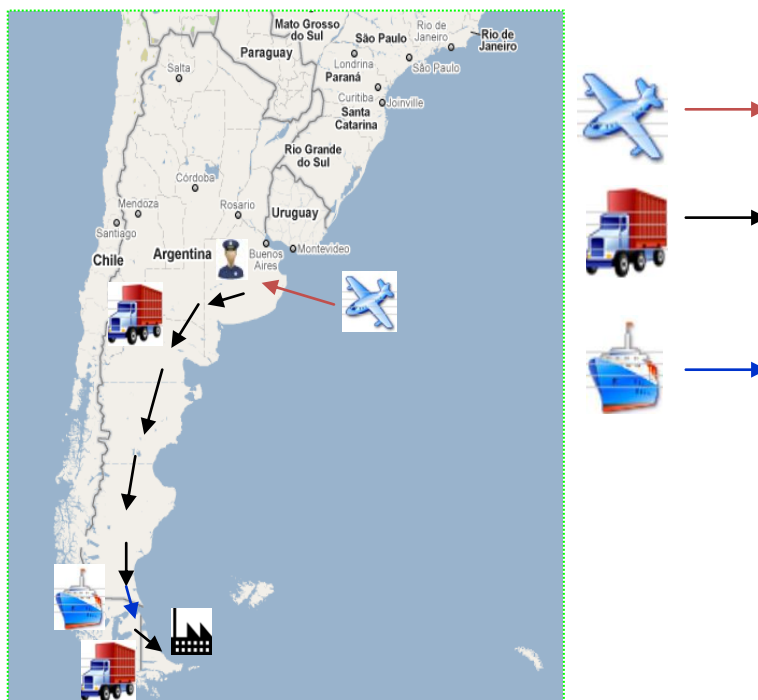 Mato Grosso
do Sul
Rio de
Janeiro
São Paulo
Rio de
Janeiro
Paraguay
Salta
Londrina
São Paulo
Paraná
Curitiba
Joinville
Santa
Catarina
Rio Grande
do Sul
Córdoba
Mendoza
Rosario
Uruguay
Santiago
Chile
Argentina
Buenos
Aires
Montevideo